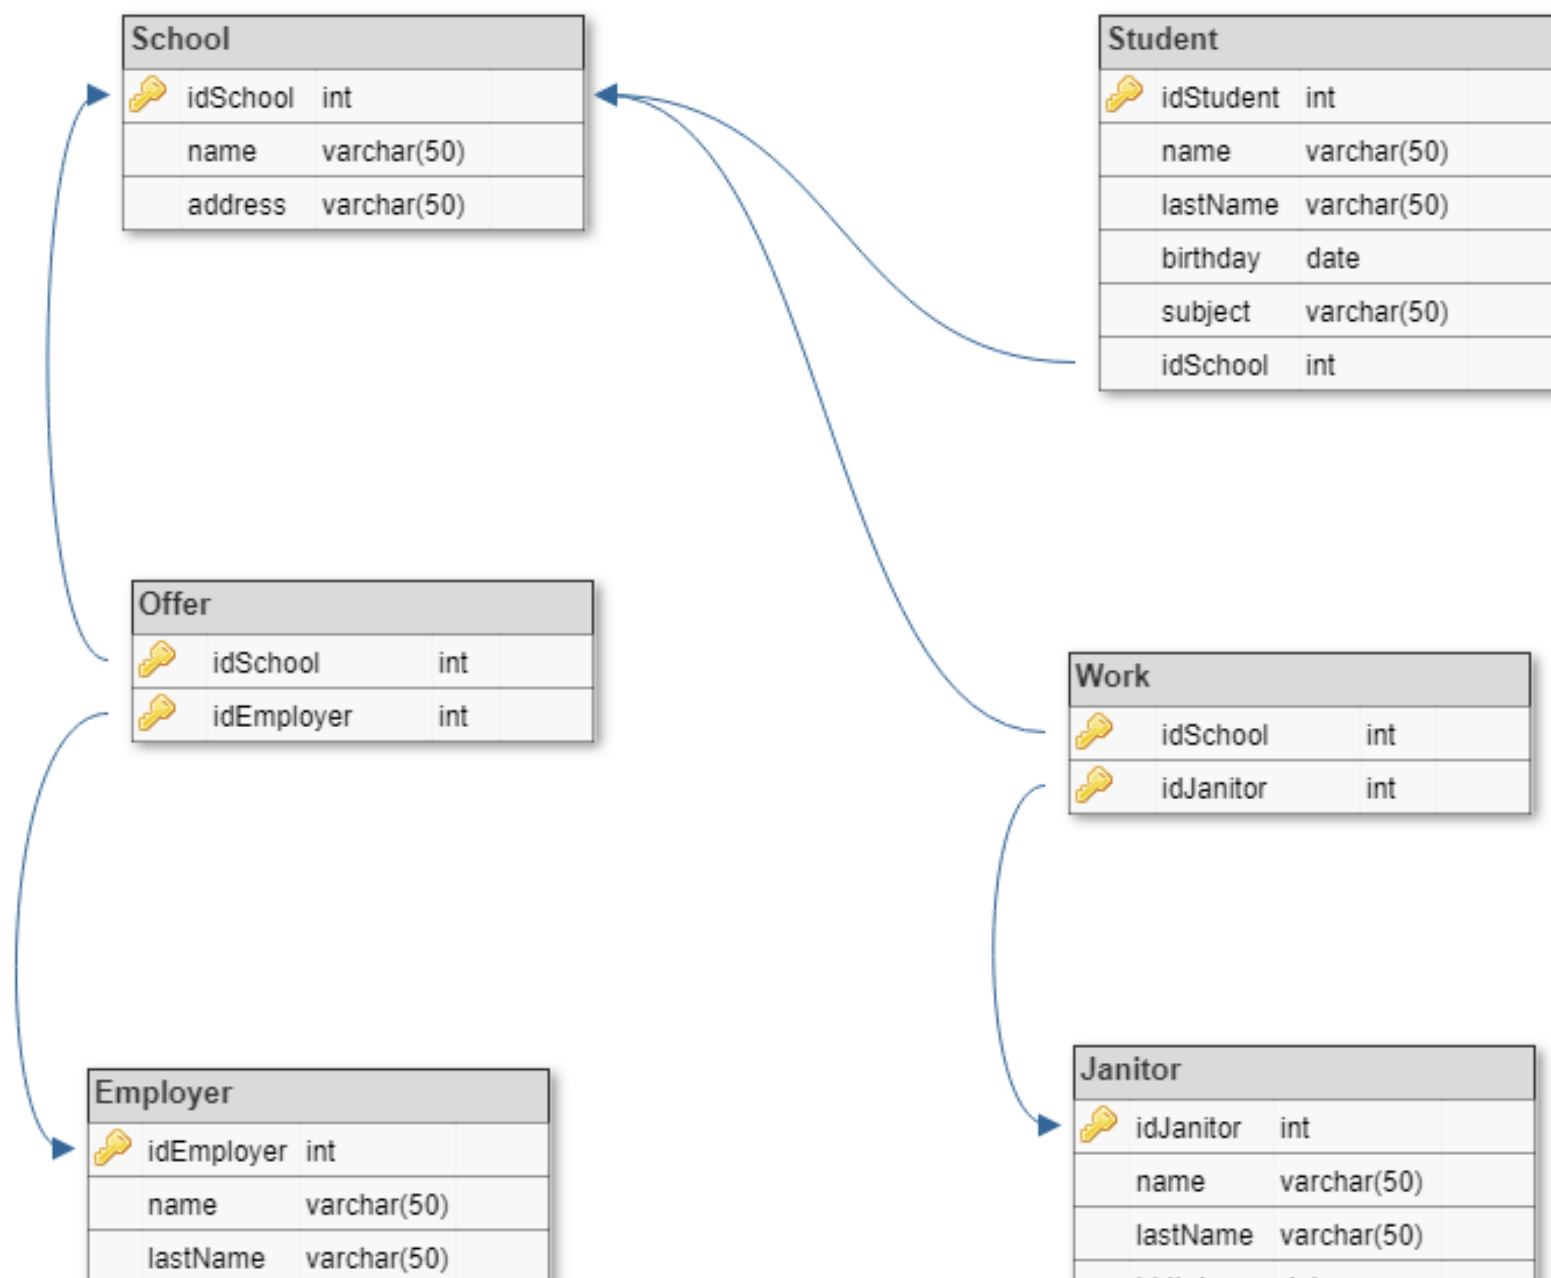 School
idSchool int
name varchar(50)
address varchar(50)
Student
idStudent int
name varchar(50)
lastName varchar(50)
birthday date
subject varchar(50)
idSchool int
Offer
idSchool int
idEmployer int
Work
idSchool int
idJanitor int
Employer
idEmployer int
name varchar(50)
lastName varchar(50)
Janitor
idJanitor int
name varchar(50)
lastName varchar(50)